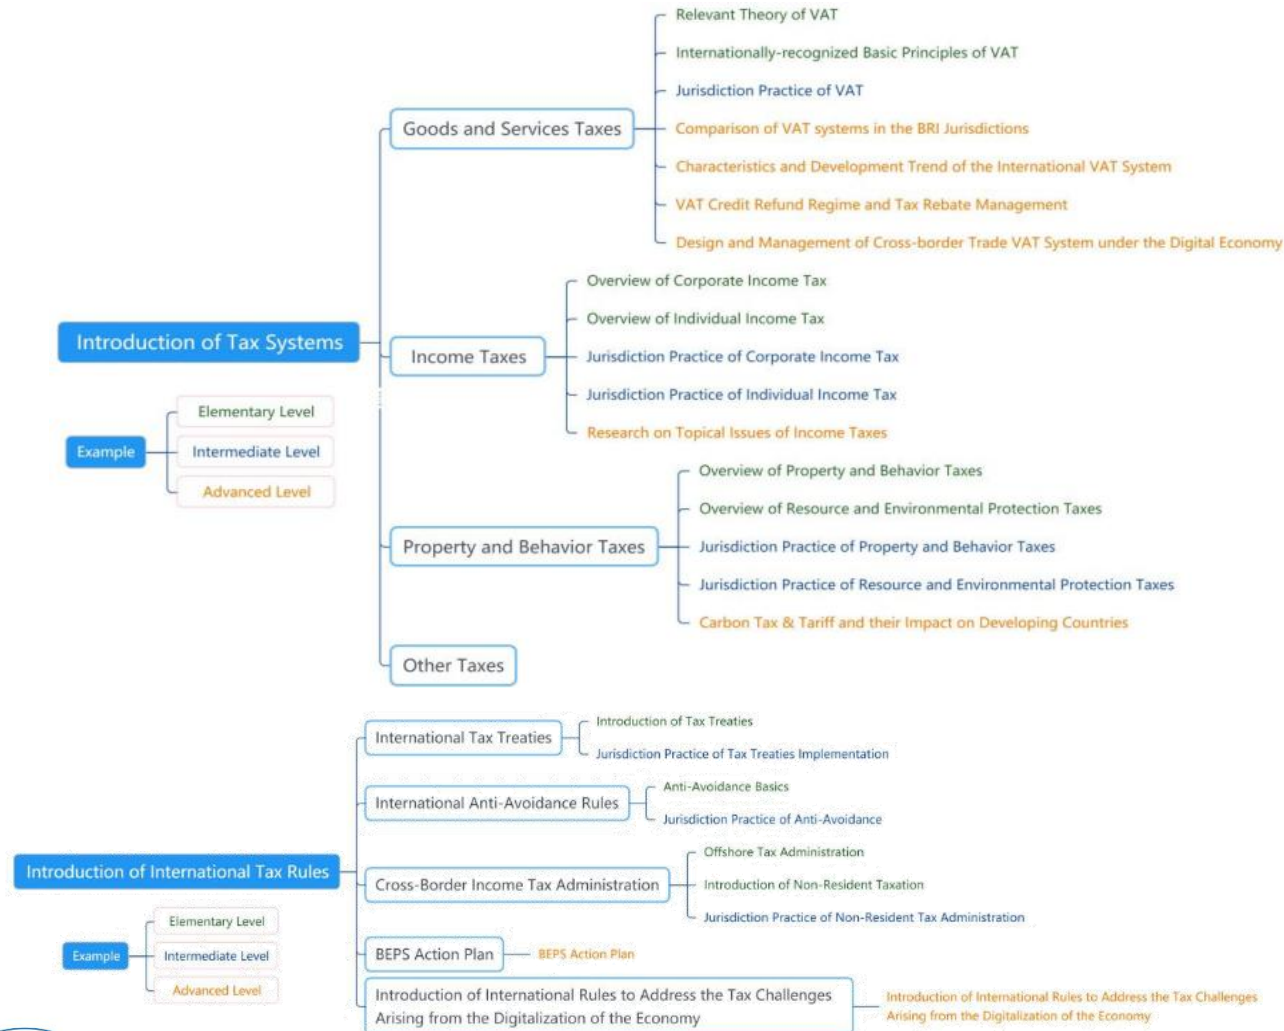 Introduction of Tax Systems
Example
Elementary Level
Intermediate Level
Advanced Level
Goods and Services Taxes
Relevant Theory of VAT
Internationally-recognized Basic Principles of VAT
Jurisdiction Practice of VAT
Comparison of VAT systems in the BRI Jurisdictions
Characteristics and Development Trend of the International VAT System
VAT Credit Refund Regime and Tax Rebate Management
Design and Management of Cross-border Trade VAT System under the Digital Economy
Income Taxes
Overview of Corporate Income Tax
Overview of Individual Income Tax
Jurisdiction Practice of Corporate Income Tax
Jurisdiction Practice of Individual Income Tax
Research on Topical Issues of Income Taxes
Property and Behavior Taxes
Overview of Property and Behavior Taxes
Overview of Resource and Environmental Protection Taxes
Jurisdiction Practice of Property and Behavior Taxes
Jurisdiction Practice of Resource and Environmental Protection Taxes
Carbon Tax & Tariff and their Impact on Developing Countries
Other Taxes
Introduction of International Tax Rules
Example
Elementary Level
Intermediate Level
Advanced Level
International Tax Treaties
Introduction of Tax Treaties
Jurisdiction Practice of Tax Treaties Implementation
International Anti-Avoidance Rules
Anti-Avoidance Basics
Jurisdiction Practice of Anti-Avoidance
Cross-Border Income Tax Administration
Offshore Tax Administration
Introduction of Non-Resident Taxation
Jurisdiction Practice of Non-Resident Tax Administration
BEPS Action Plan
BEPS Action Plan
Introduction of International Rules to Address the Tax Challenges
Arising from the Digitalization of the Economy
Introduction of International Rules to Address the Tax Challenges
Arising from the Digitalization of the Economy